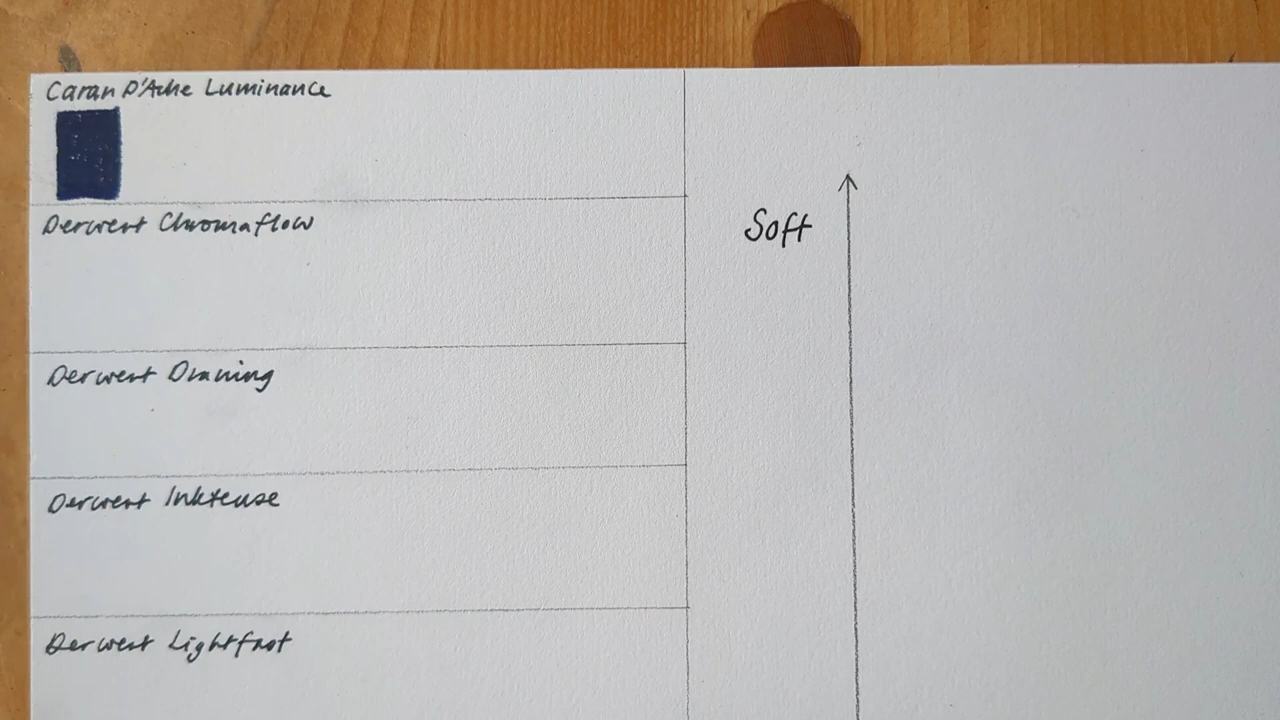 Caran D'Ache Luminance
Derwent Chromaflow
Soft
Derwent Drawing
Derwent Inktense
Derwent Lightfast